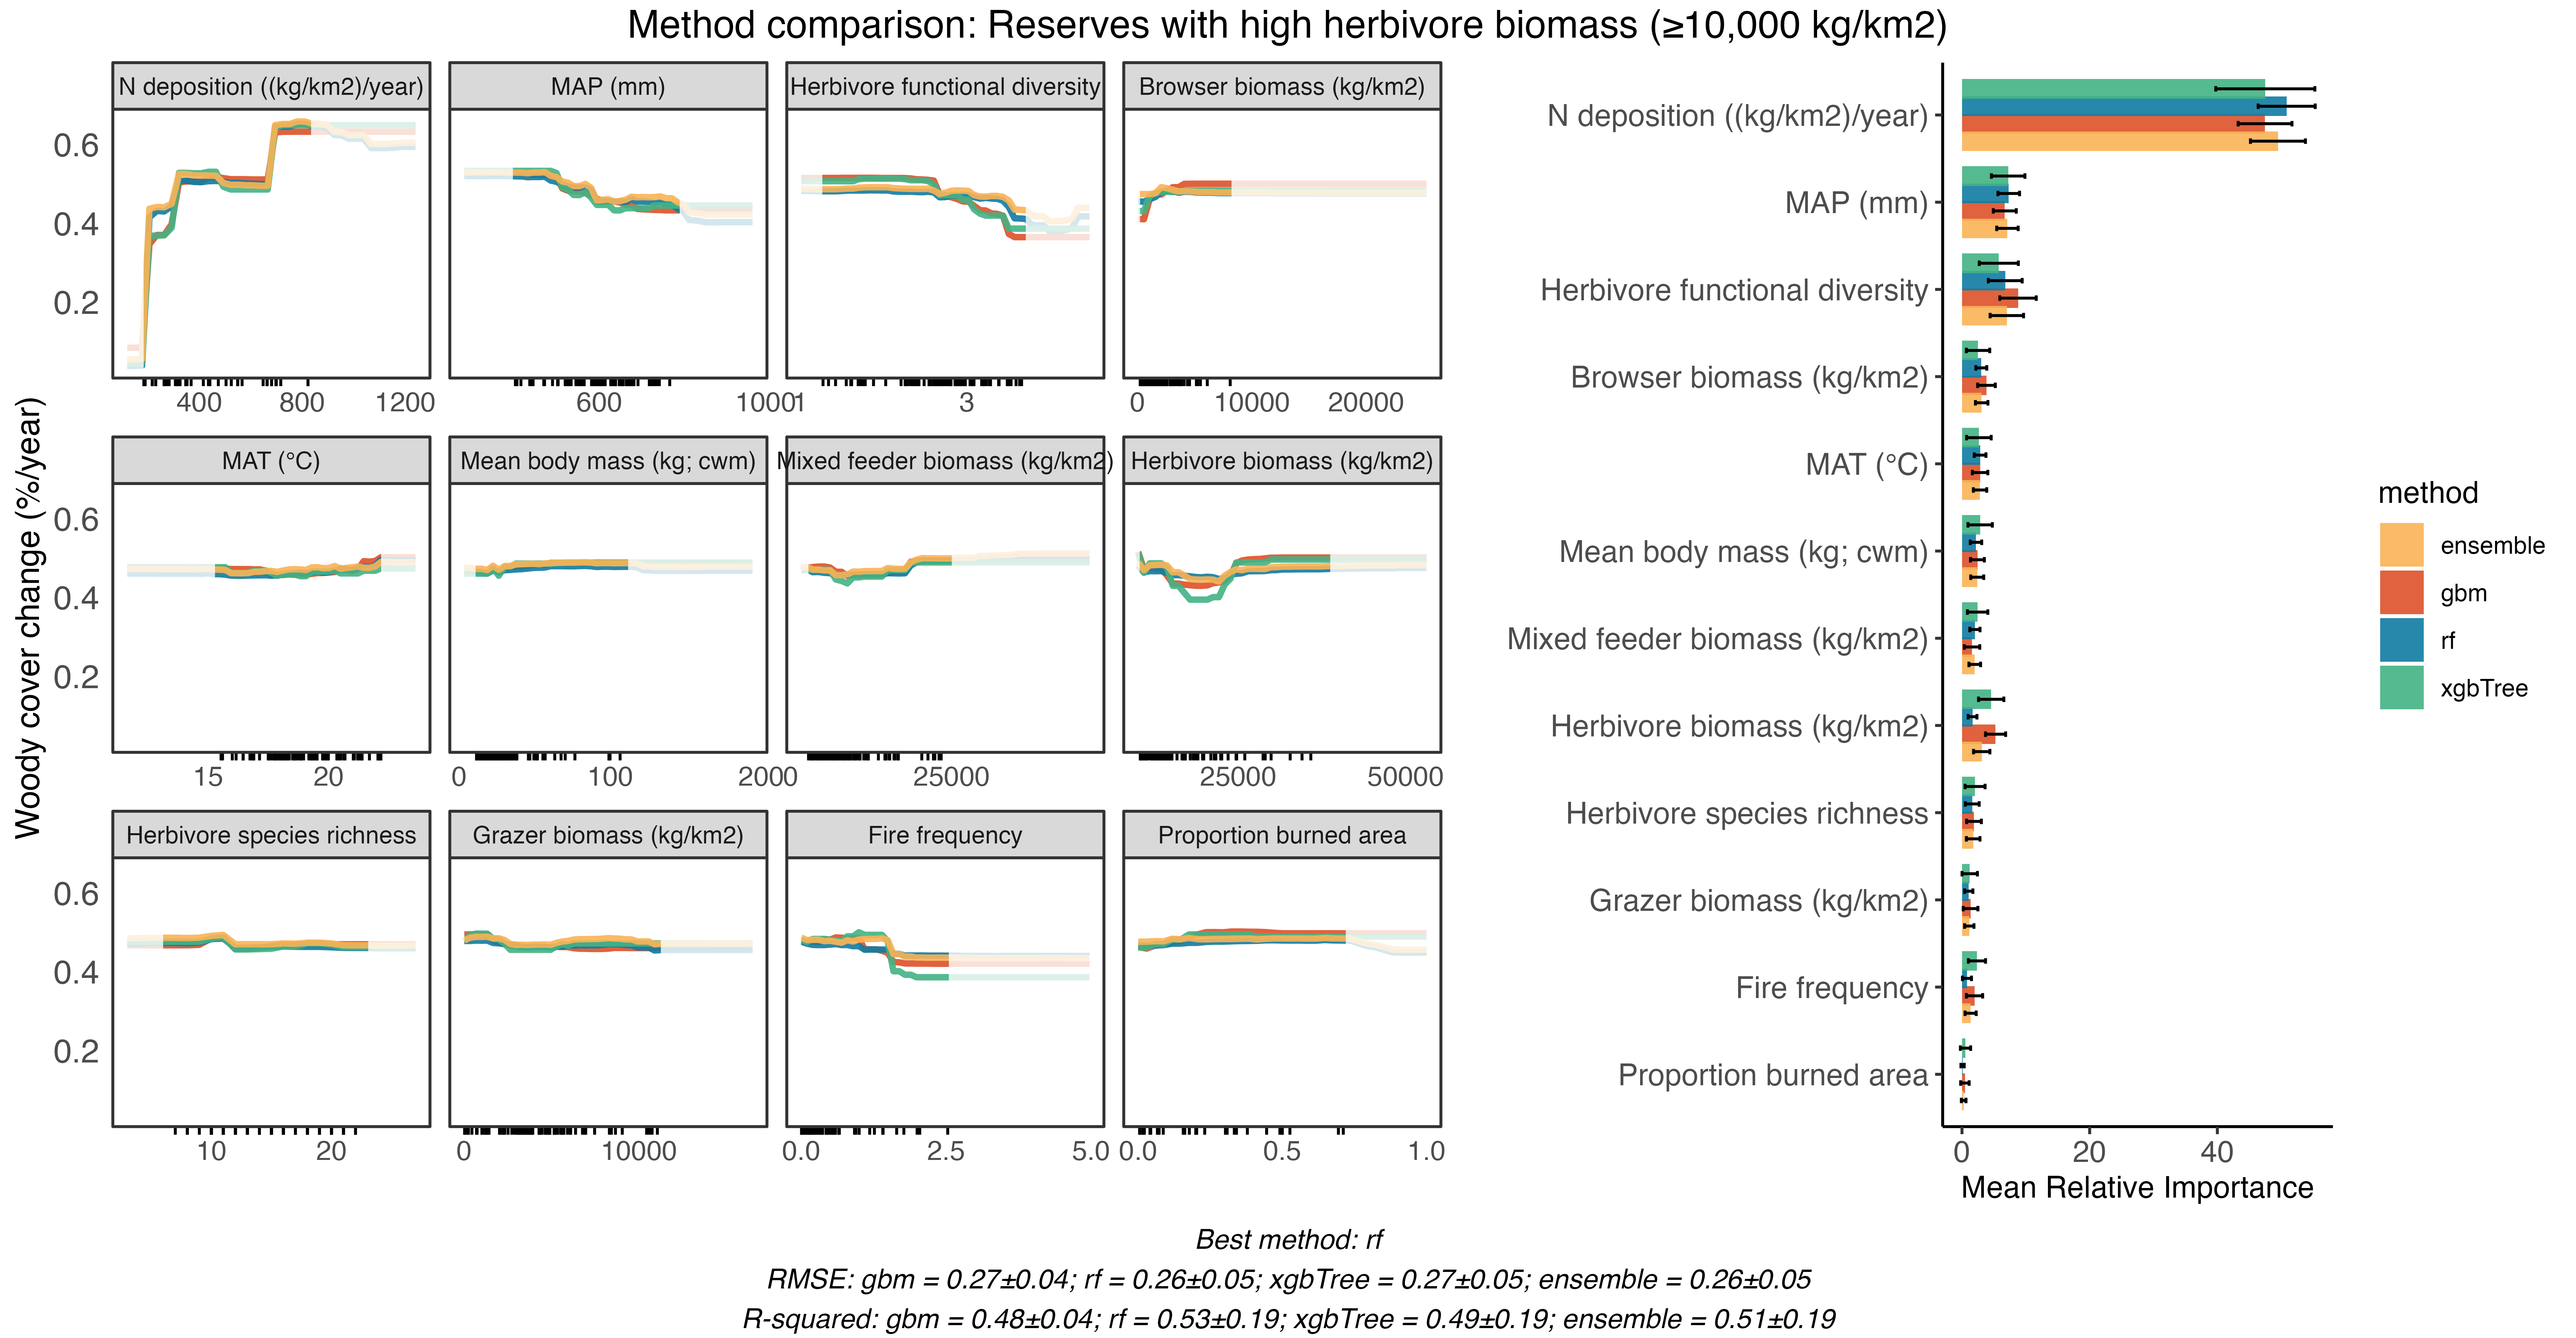 Method comparison: Reserves with high herbivore biomass (≥10,000 kg/km2)
N deposition ((kg/km2)/year)
MAP (mm)
Herbivore functional diversity
Browser biomass (kg/km2)
0.6
0.4
0.2
400 800 1200
600 1000
1 3
0 10000 20000
MAT (°C)
Mean body mass (kg; cwm)
Mixed feeder biomass (kg/km2)
Herbivore biomass (kg/km2)
0.6
0.4
0.2
15 20
0 100 200
0 25000
25000 50000
Herbivore species richness
Grazer biomass (kg/km2)
Fire frequency
Proportion burned area
0.6
0.4
0.2
10 20
0 10000
0.0 2.5 5.0
0.0 0.5 1.0
Woody cover change (%/year)
N deposition ((kg/km2)/year)
MAP (mm)
Herbivore functional diversity
Browser biomass (kg/km2)
MAT (°C)
Mean body mass (kg; cwm)
Mixed feeder biomass (kg/km2)
Herbivore biomass (kg/km2)
Herbivore species richness
Grazer biomass (kg/km2)
Fire frequency
Proportion burned area
0 20 40
Mean Relative Importance
method
ensemble
gbm
rf
xgbTree
Best method: rf
RMSE: gbm = 0.27±0.04; rf = 0.26±0.05; xgbTree = 0.27±0.05; ensemble = 0.26±0.05
R-squared: gbm = 0.48±0.04; rf = 0.53±0.19; xgbTree = 0.49±0.19; ensemble = 0.51±0.19